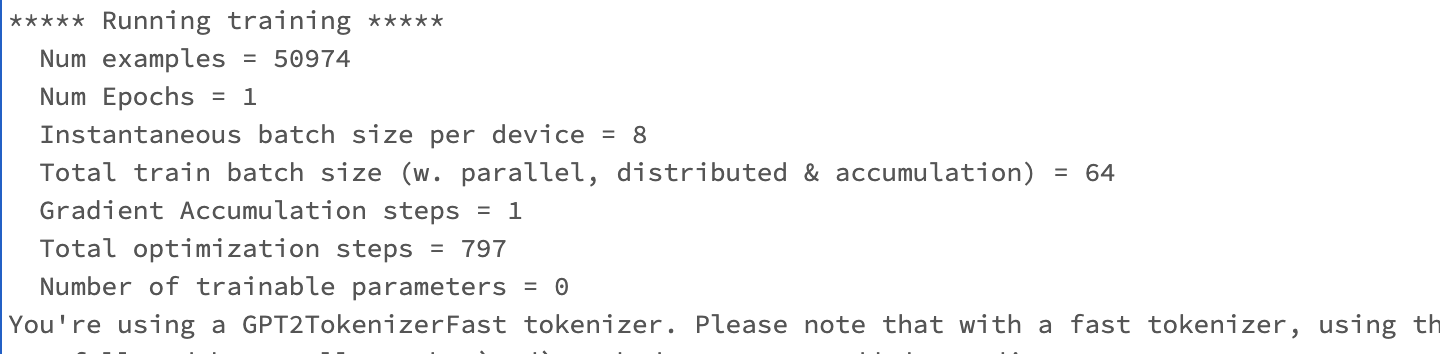 ***** Running training *****
Num examples = 50974
Num Epochs = 1
Instantaneous batch size per device = 8
Total train batch size (w. parallel, distributed & accumulation) = 64
Gradient Accumulation steps = 1
Total optimization steps = 797
Number of trainable parameters = 0
You're using a GPT2TokenizerFast tokenizer. Please note that with a fast tokenizer, using th